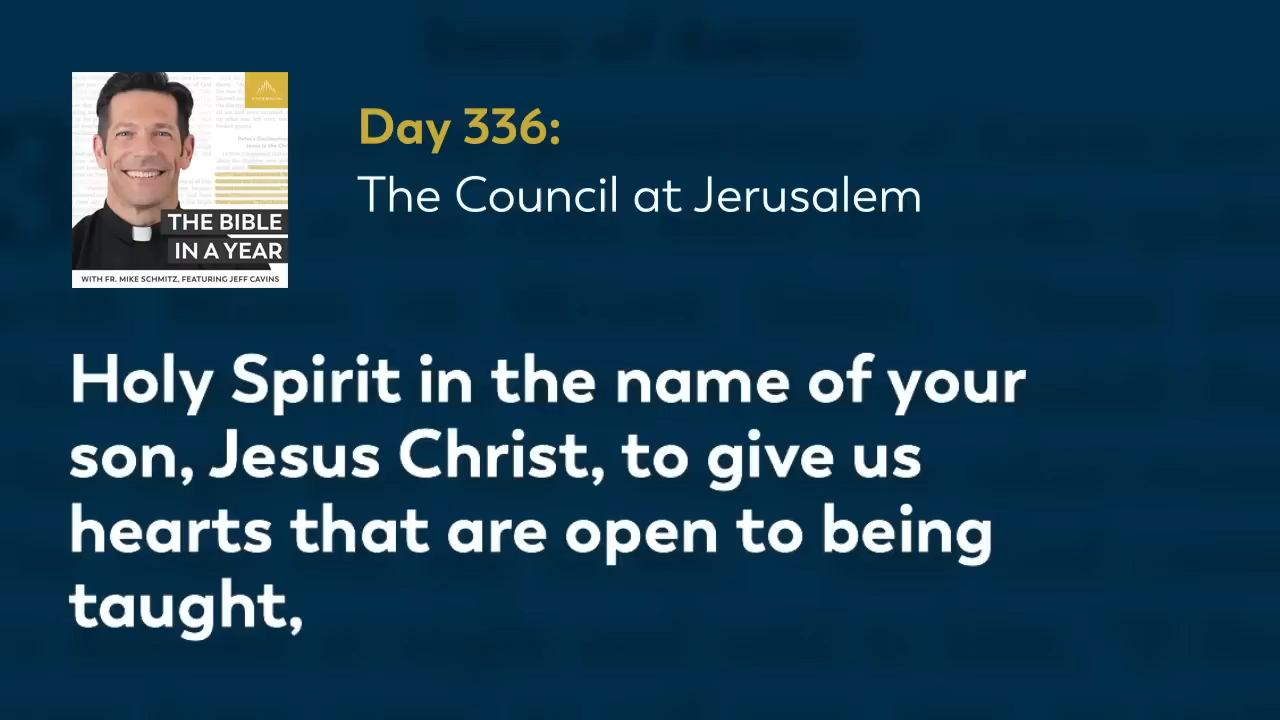 Day 336:
The Council at Jerusalem
THE BIBLE
IN A YEAR
WITH FR. MIKE SCHMITZ, FEATURING JEFF CAVINS
Holy Spirit in the name of your
son, Jesus Christ, to give us
hearts that are open to being
taught,